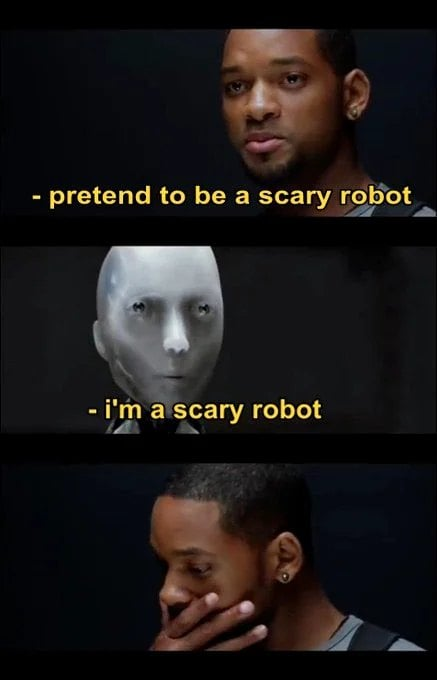 - pretend to be a scary robot
- i'm a scary robot